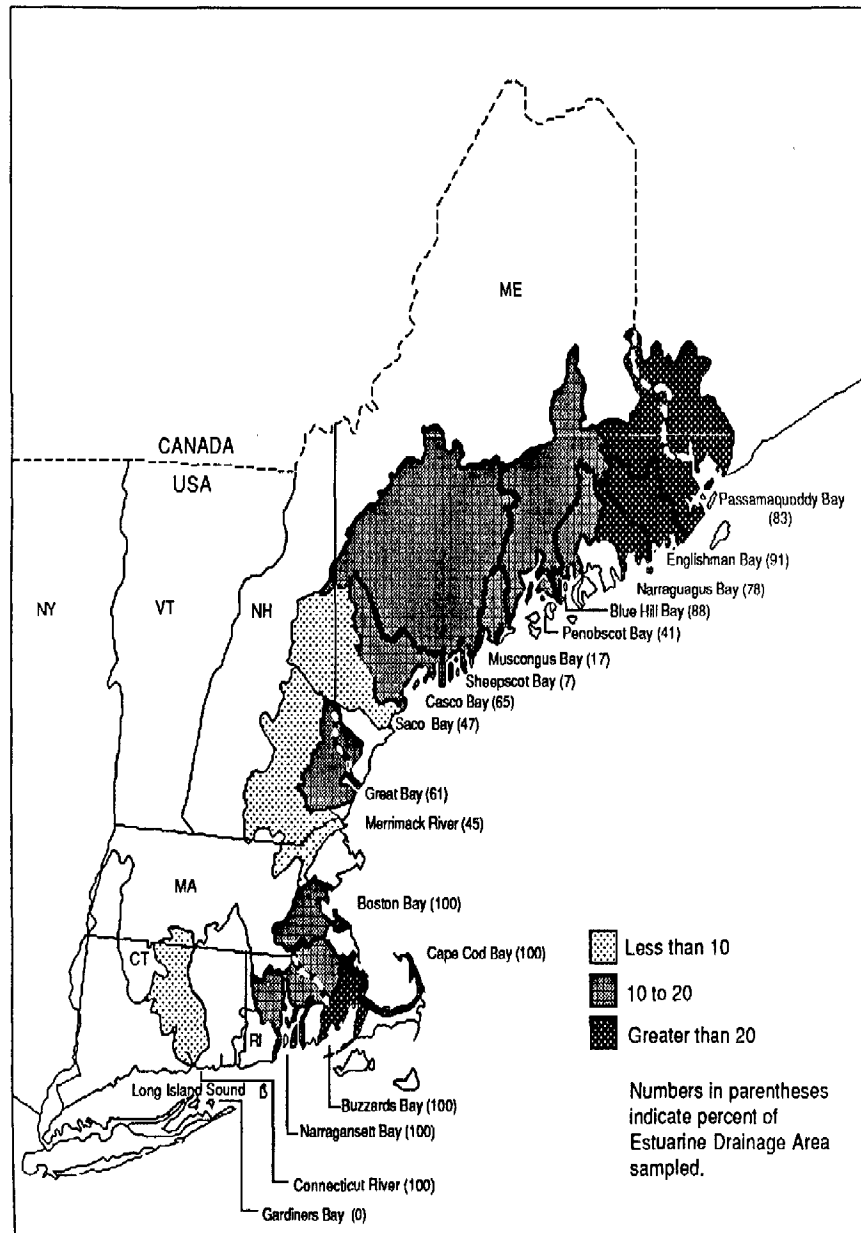 ME
CANADA
USA
NY
VT
NH
Passamaquoddy Bay
(83)
Englishman Bay (91)
Narraguagus Bay (78)
Blue Hill Bay (88)
Penobscot Bay (41)
Muscongus Bay (17)
Sheepscot Bay (7)
Casco Bay (65)
Saco Bay (47)
Great Bay (61)
Merrimack River (45)
MA
Boston Bay (100)
Cape Cod Bay (100)
CT
RI
Long Island Sound
Buzzards Bay (100)
Narragansett Bay (100)
Connecticut River (100)
Gardiners Bay (0)
Less than 10
10 to 20
Greater than 20
Numbers in parentheses
indicate percent of
Estuarine Drainage Area
sampled.